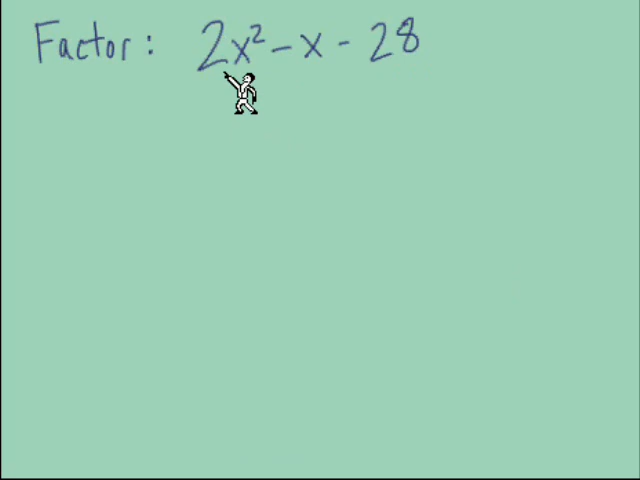 Factor: 2x² - x - 28